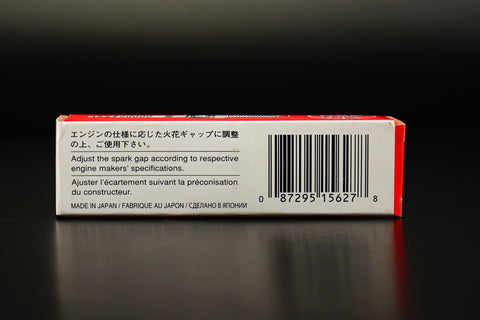 エンジンの仕様に応じた火花ギャップに調整
の上、ご使用下さい。
Adjust the spark gap according to respective
engine makers' specifications.
Ajuster l'écartement suivant la préconisation
du constructeur.
MADE IN JAPAN / FABRIQUE AU JAPON / СДЕЛАНО В ЯПОНИИ
0 87295 15627 8